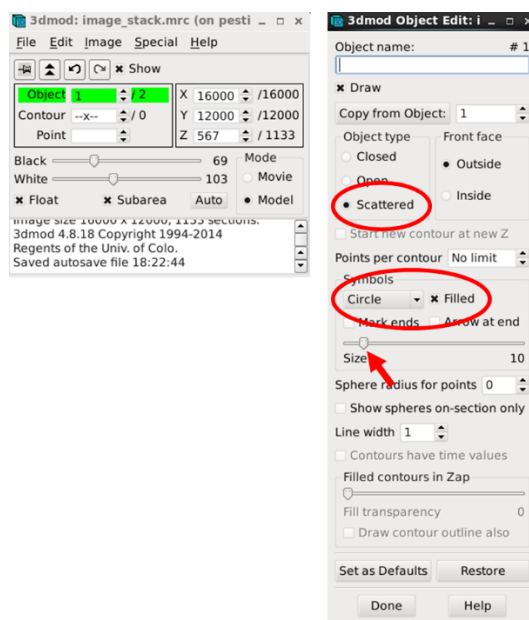 3dmod: image_stack.mrc (on pesti
File Edit Image Special Help
Show
Object 1 / 2 X 16000 /16000
Contour --x-- / 0 Y 12000 /12000
Point Z 567 / 1133
Black 69 Mode
White 103 Movie
Float Subarea Auto Model
Image size 16000 x 12000, 1133 sections.
3dmod 4.8.18 Copyright 1994-2014
Regents of the Univ. of Colo.
Saved autosave file 18:22:44
3dmod Object Edit: i
Object name: # 1
Draw
Copy from Object: 1
Object type Front face
Closed
Outside
Open
Inside
Scattered
Start new contour at new Z
Points per contour No limit
Symbols
Circle Filled
Mark ends Arrow at end
Size 10
Sphere radius for points 0
Show spheres on-section only
Line width 1
Contours have time values
Filled contours in Zap
Fill transparency 0
Draw contour outline also
Set as Defaults Restore
Done Help